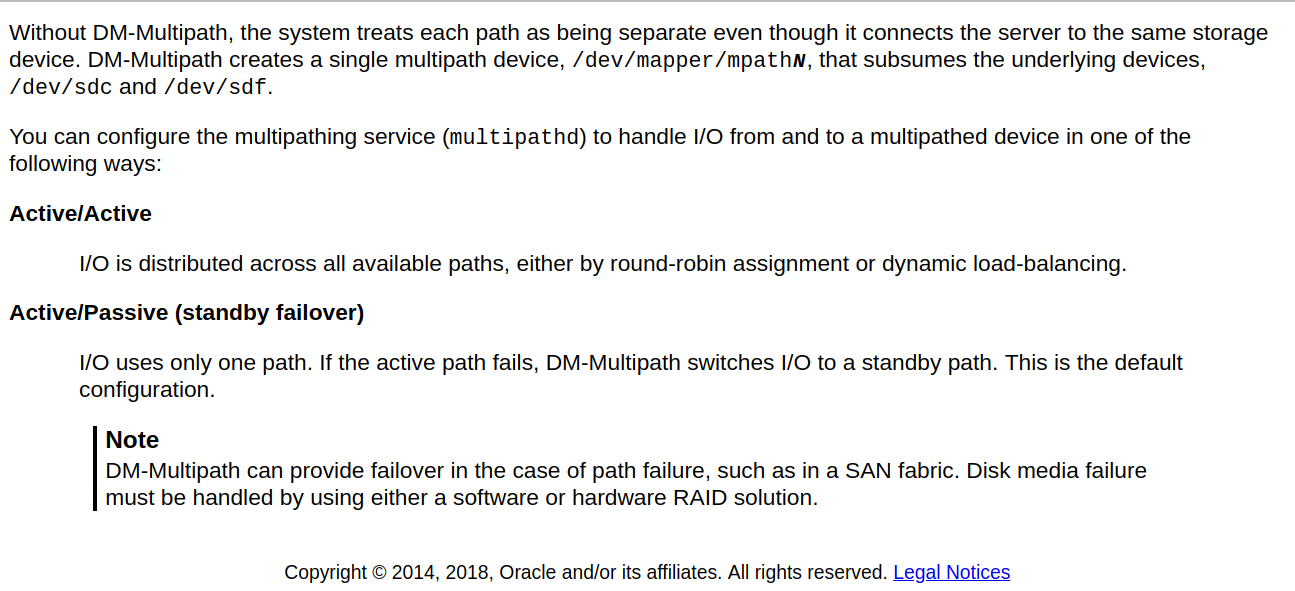 Without DM-Multipath, the system treats each path as being separate even though it connects the server to the same storage
device. DM-Multipath creates a single multipath device, /dev/mapper/mpathN, that subsumes the underlying devices,
/dev/sdc and /dev/sdf.
You can configure the multipathing service (multipathd) to handle I/O from and to a multipathed device in one of the
following ways:
Active/Active
I/O is distributed across all available paths, either by round-robin assignment or dynamic load-balancing.
Active/Passive (standby failover)
I/O uses only one path. If the active path fails, DM-Multipath switches I/O to a standby path. This is the default
configuration.
Note
DM-Multipath can provide failover in the case of path failure, such as in a SAN fabric. Disk media failure
must be handled by using either a software or hardware RAID solution.
Copyright © 2014, 2018, Oracle and/or its affiliates. All rights reserved. Legal Notices